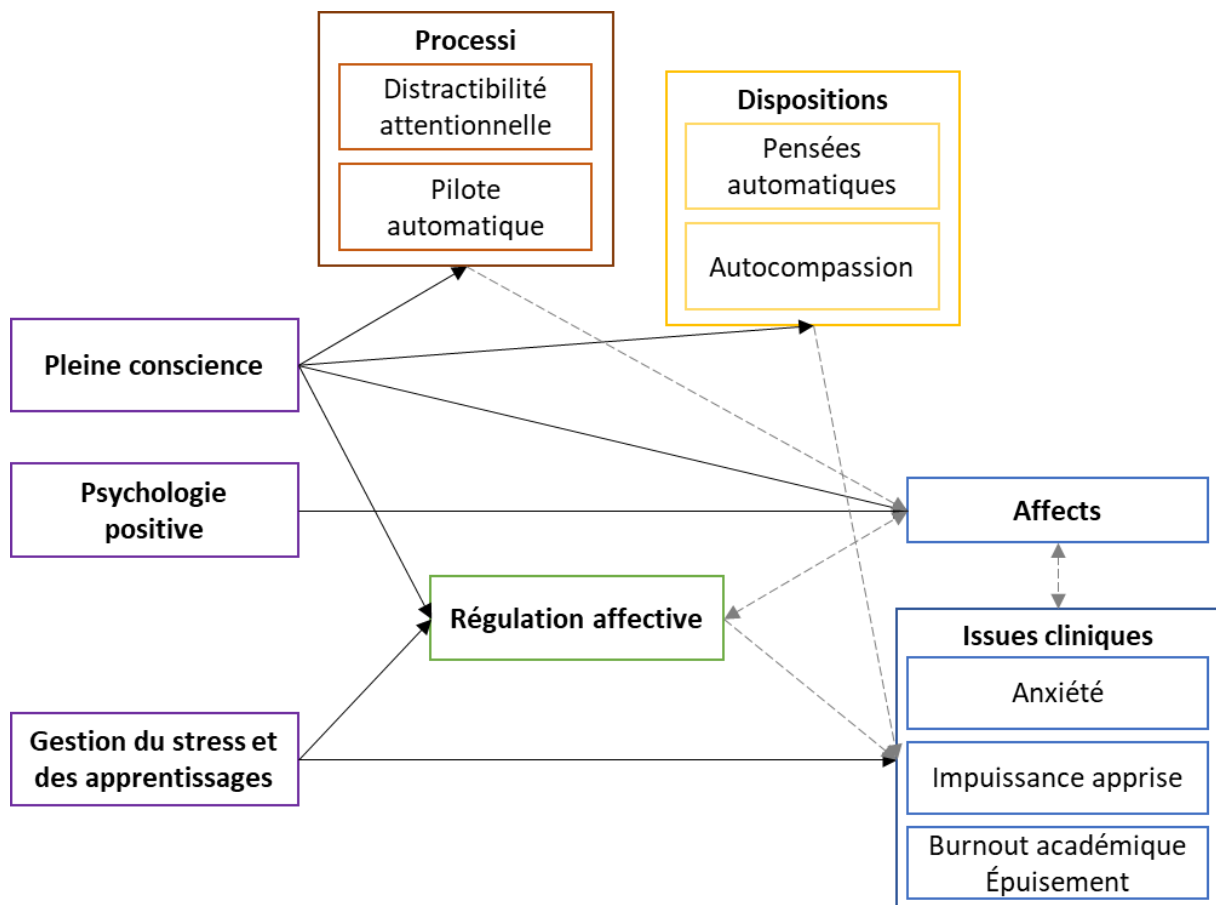 Processi
Distractibilité
attentionnelle
Pilote
automatique
Dispositions
Pensées
automatiques
Autocompassion
Pleine conscience
Psychologie
positive
Affects
Régulation affective
Issues cliniques
Anxiété
Gestion du stress et
des apprentissages
Impuissance apprise
Burnout académique
Épuisement